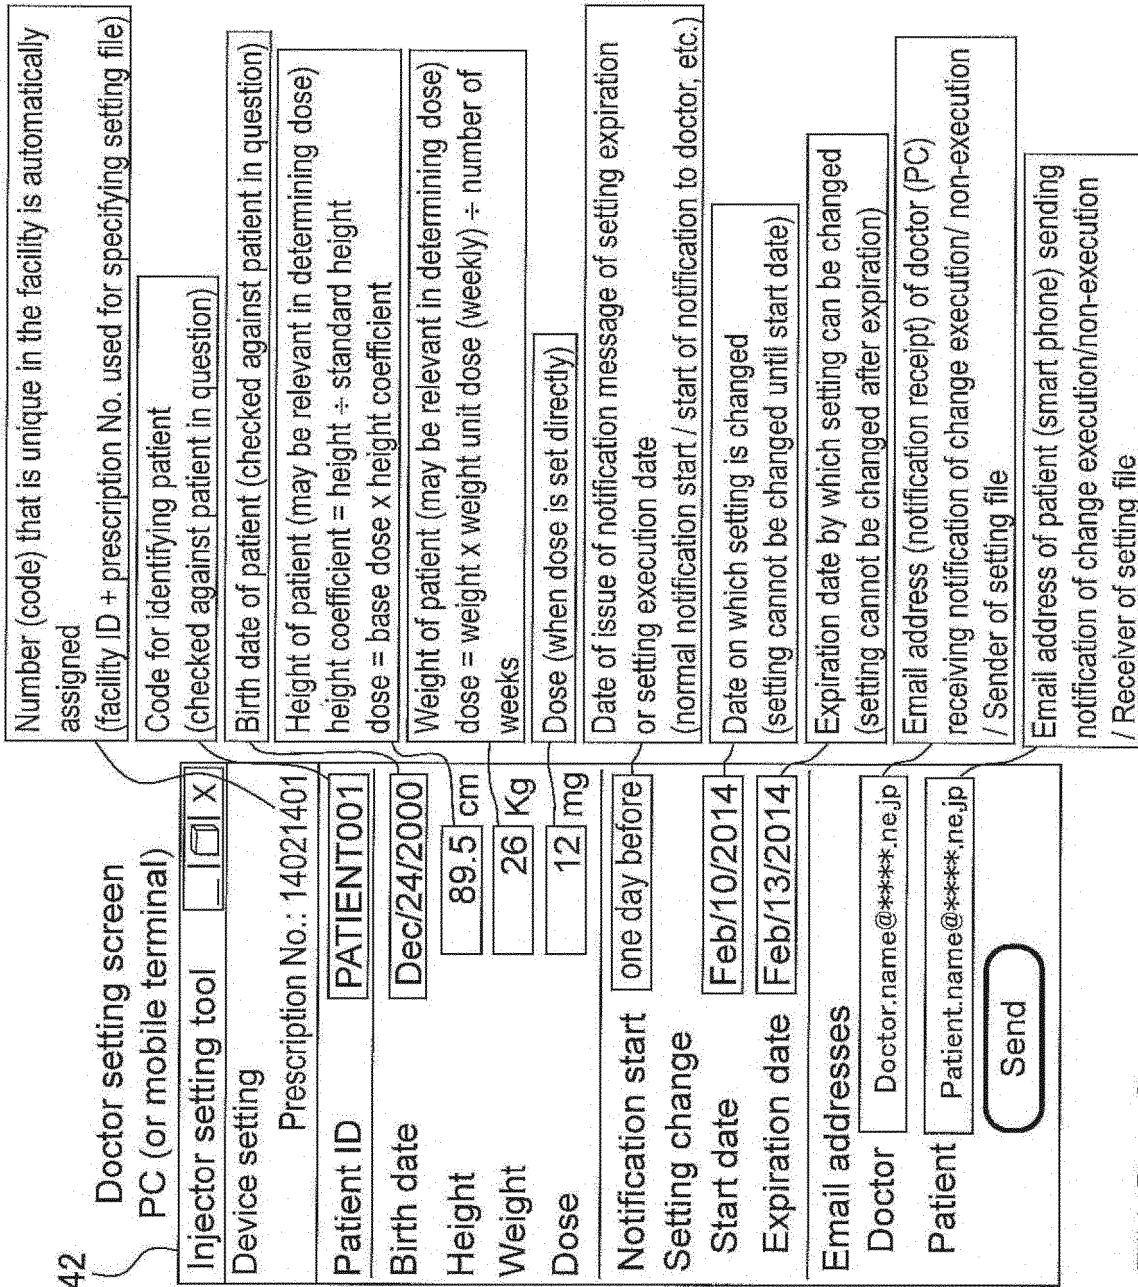 42
Doctor setting screen
PC (or mobile terminal)
Injector setting tool
_ X
Device setting
Prescription No.: 14021401
Patient ID PATIENT001
Birth date Dec/24/2000
Height 89.5 cm
Weight 26 Kg
Dose 12 mg
Notification start one day before
Setting change
Start date Feb/10/2014
Expiration date Feb/13/2014
Email addresses
Doctor Doctor.name@****.ne.jp
Patient Patient.name@****.ne.jp
Send
Number (code) that is unique in the facility is automatically
assigned
(facility ID + prescription No. used for specifying setting file)
Code for identifying patient
(checked against patient in question)
Birth date of patient (checked against patient in question)
Height of patient (may be relevant in determining dose)
height coefficient = height ÷ standard height
dose = base dose x height coefficient
Weight of patient (may be relevant in determining dose)
dose = weight x weight unit dose (weekly) ÷ number of
weeks
Dose (when dose is set directly)
Date of issue of notification message of setting expiration
or setting execution date
(normal notification start / start of notification to doctor, etc.)
Date on which setting is changed
(setting cannot be changed until start date)
Expiration date by which setting can be changed
(setting cannot be changed after expiration)
Email address (notification receipt) of doctor (PC)
receiving notification of change execution/ non-execution
/ Sender of setting file
Email address of patient (smart phone) sending
notification of change execution/non-execution
/ Receiver of setting file